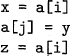 x = a[i]
a[j] = y
z = a[i]